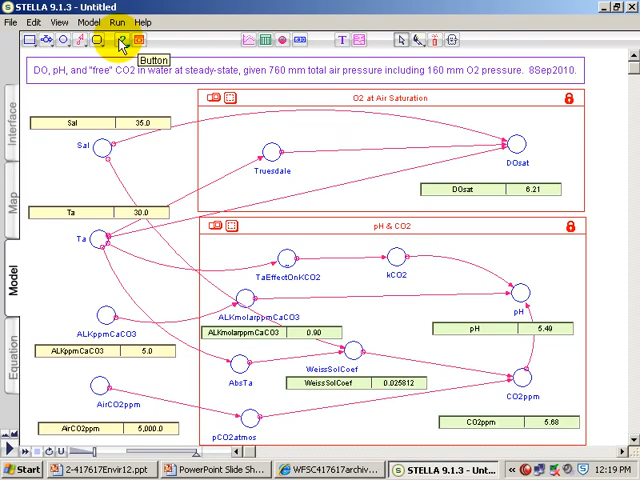 STELLA 9.1.3 - Untitled
File Edit View Model Run Help
Button
DO, pH, and "free" CO2 in water at steady-state, given 760 mm total air pressure including 160 mm O2 pressure. 8Sep2010.
Interface
Map
Model
Equation
O2 at Air Saturation
Sal 35.0
Sal
Truesdale
DOsat
DOsat 6.21
Ta 30.0
Ta
pH & CO2
TaEffectOnKCO2
kCO2
ALKmolarppmCaCO3
pH
ALKppmCaCO3
ALKmolarppmCaCO3 0.90
pH 5.49
ALKppmCaCO3 5.0
AbsTa
WeissSolCoef
WeissSolCoef 0.025812
CO2ppm
AirCO2ppm
AirCO2ppm 5,000.0
pCO2atmos
CO2ppm 5.68
Start
2-417617Envir12.ppt
PowerPoint Slide Sh...
WFSC417617archiv...
STELLA 9.1.3 - Unt...
12:19 PM